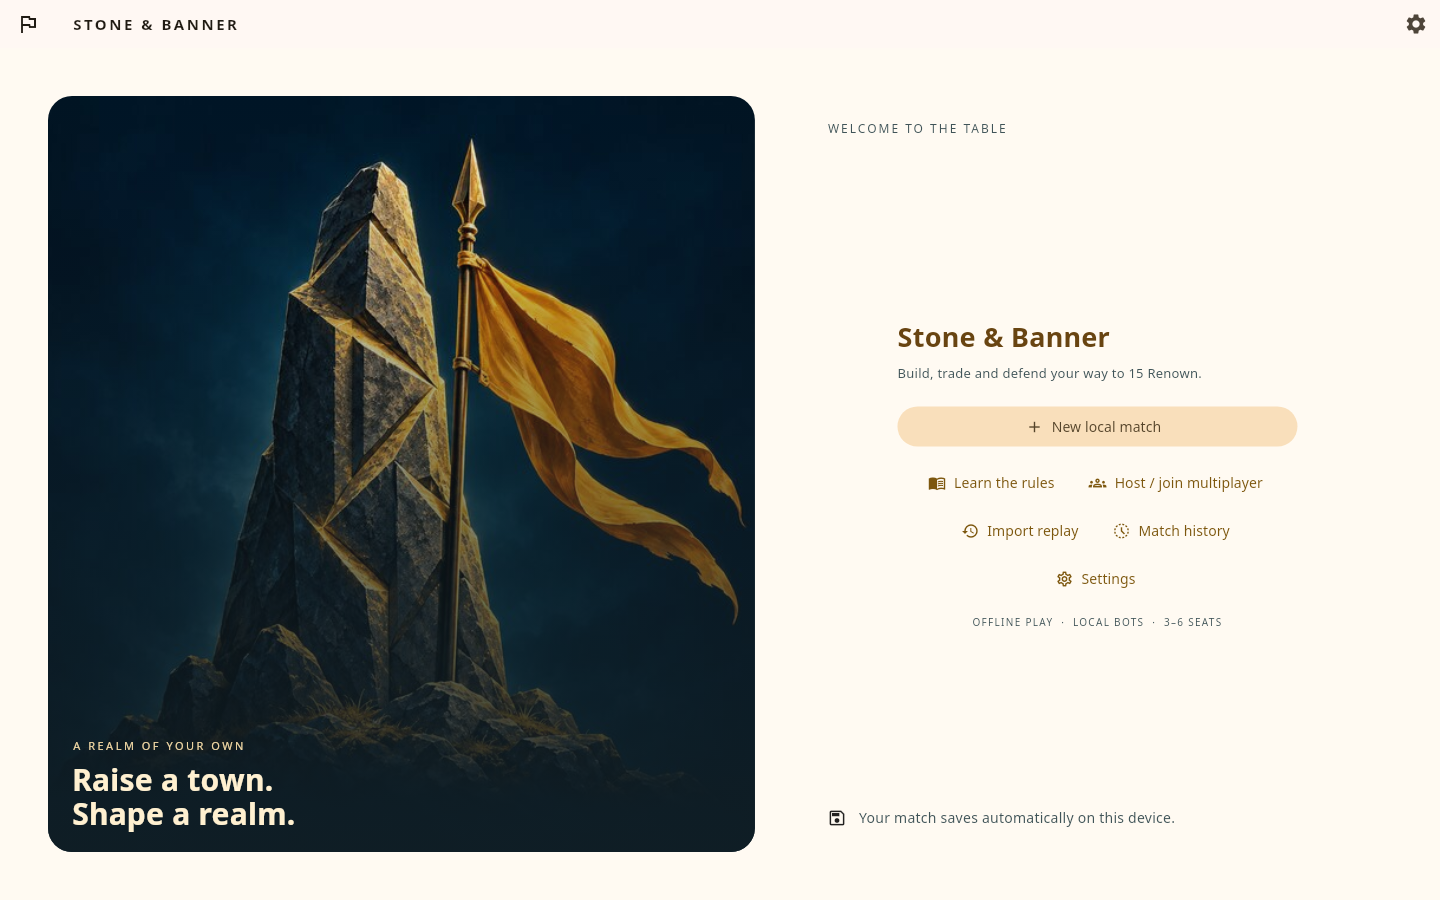 STONE & BANNER
WELCOME TO THE TABLE
Stone & Banner
Build, trade and defend your way to 15 Renown.
New local match
Learn the rules
Host / join multiplayer
Import replay
Match history
Settings
OFFLINE PLAY · LOCAL BOTS · 3–6 SEATS
A REALM OF YOUR OWN
Raise a town.
Shape a realm.
Your match saves automatically on this device.